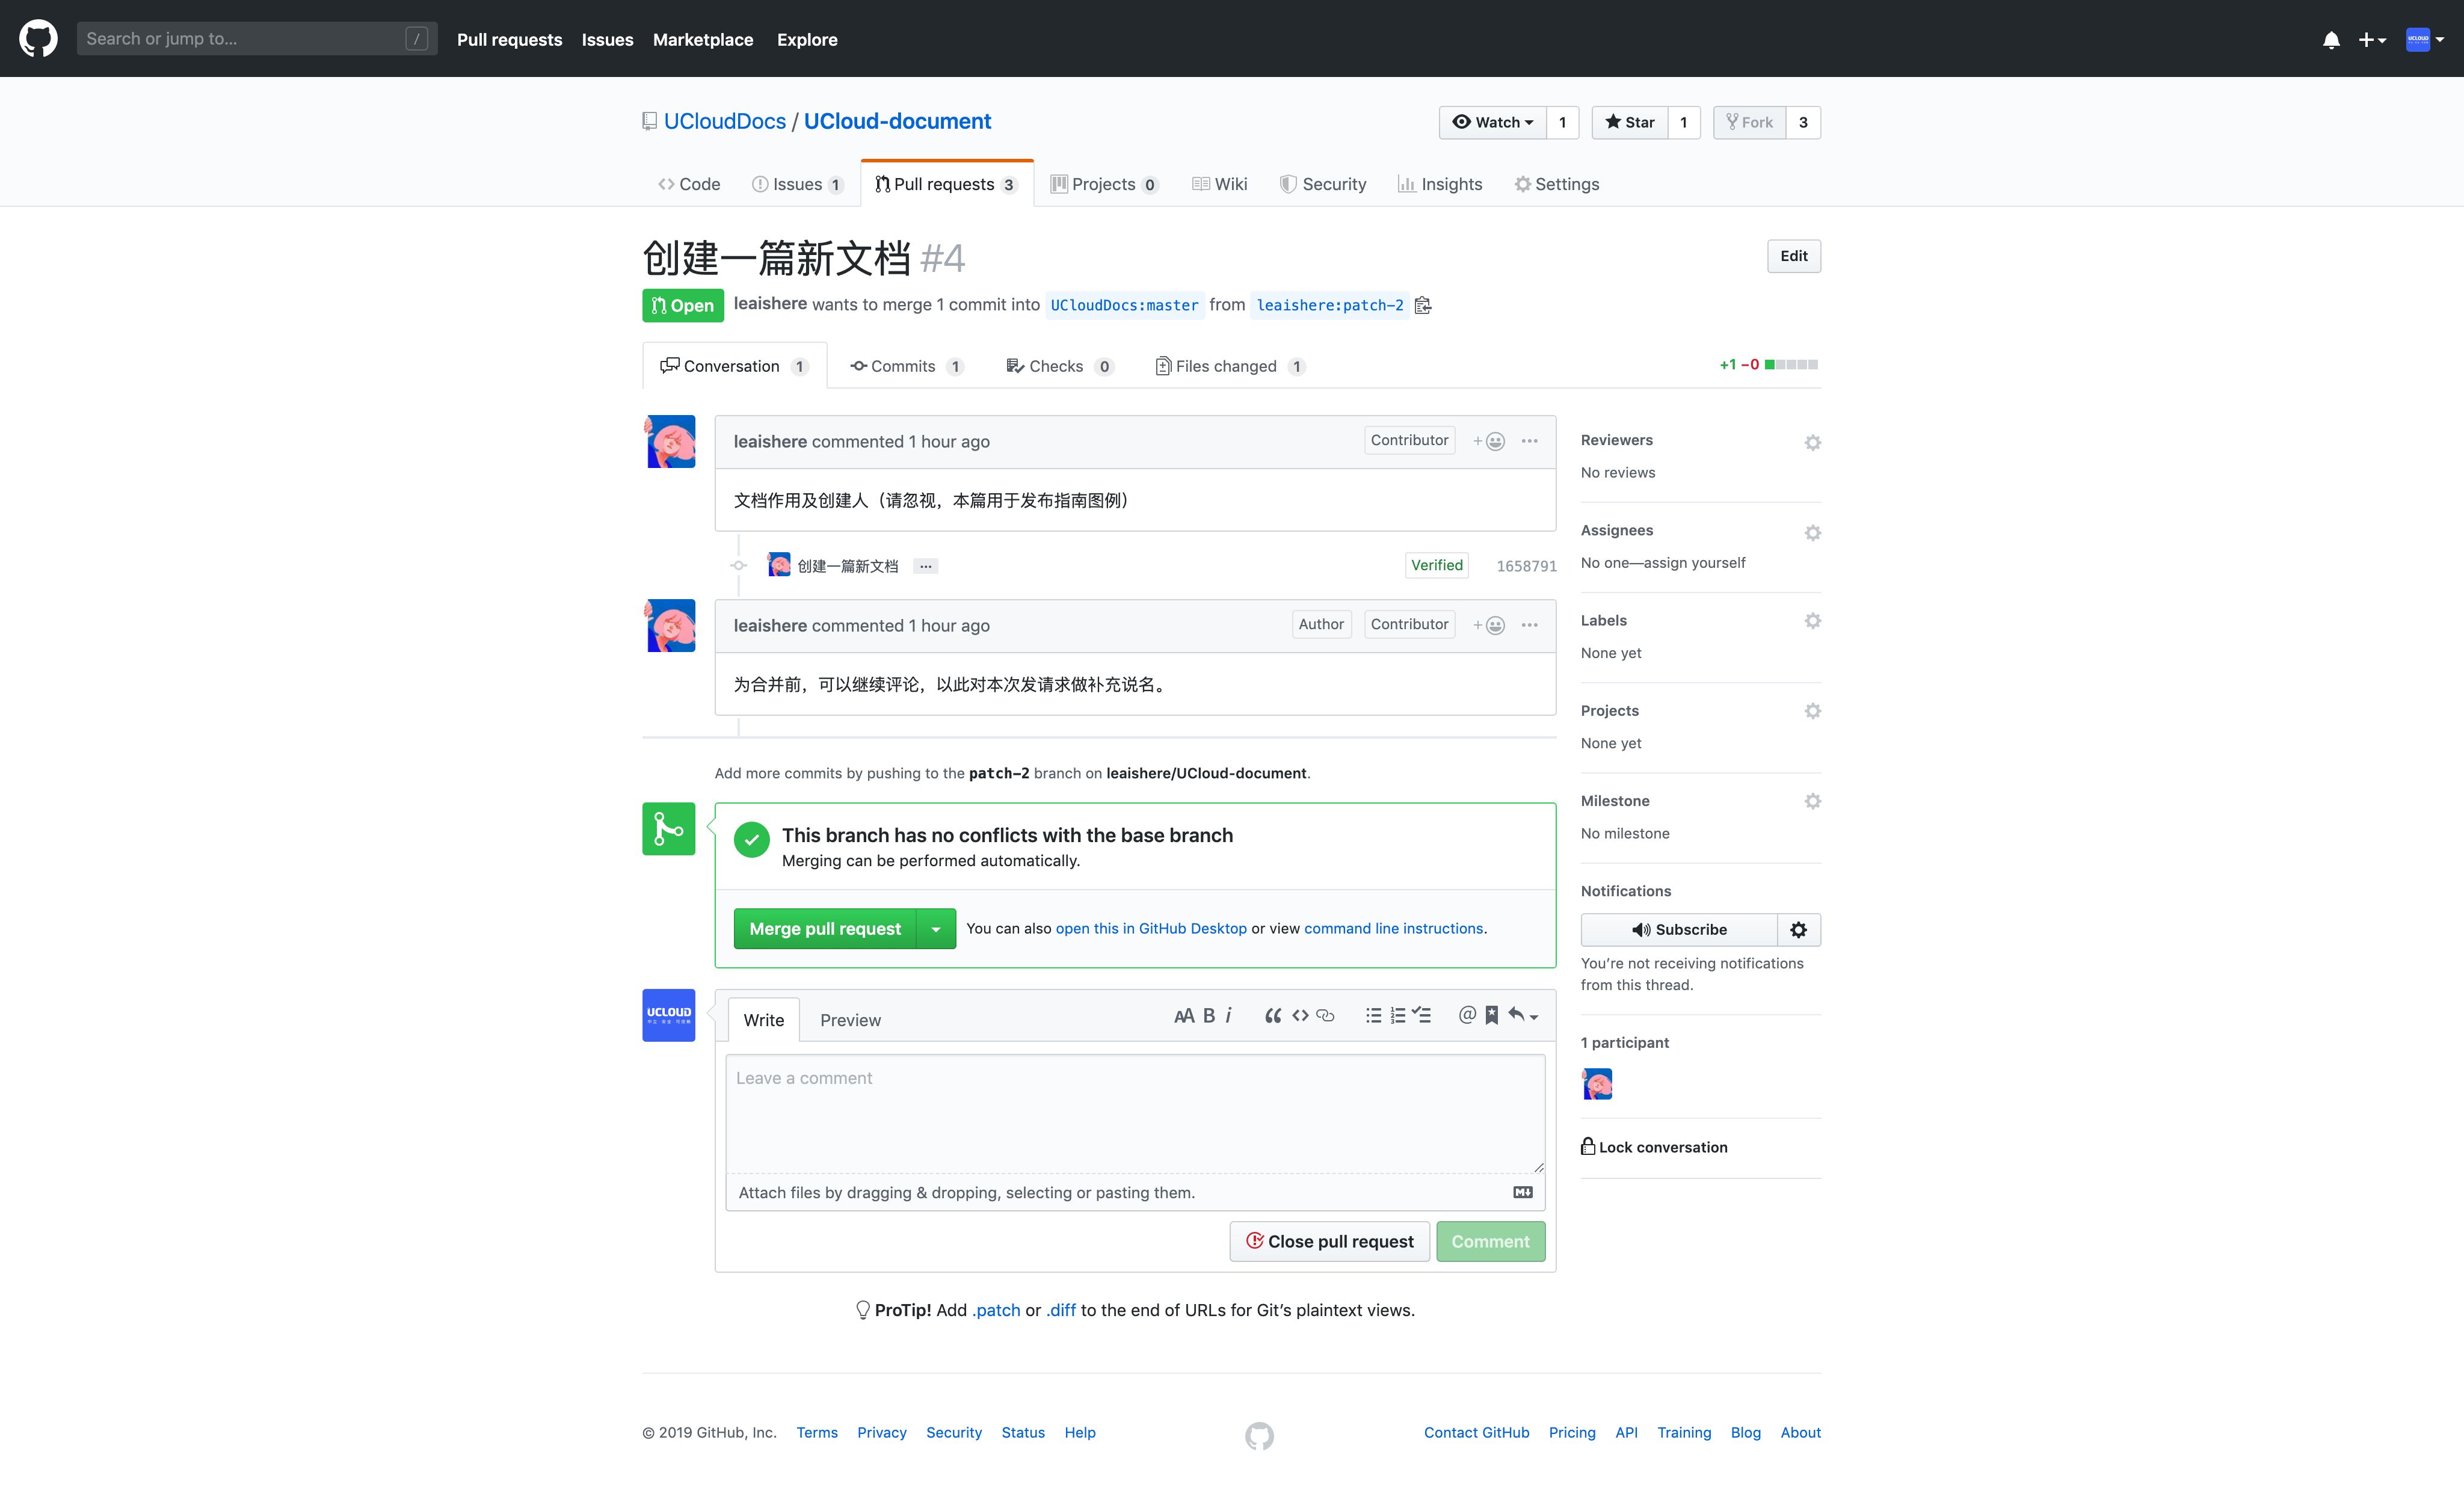 Search or jump to... /
Pull requests Issues Marketplace Explore
UCLOUD
UCloudDocs / UCloud-document
Watch 1 Star 1 Fork 3
Code Issues 1 Pull requests 3 Projects 0 Wiki Security Insights Settings
创建一篇新文档 #4
Edit
Open leaishere wants to merge 1 commit into UCloudDocs:master from leaishere:patch-2
Conversation 1 Commits 1 Checks 0 Files changed 1
+1 −0
leaishere commented 1 hour ago
Contributor
文档作用及创建人（请忽视，本篇用于发布指南图例）
创建一篇新文档 ...
Verified 1658791
leaishere commented 1 hour ago
Author Contributor
为合并前，可以继续评论，以此对本次发请求做补充说名。
Add more commits by pushing to the patch-2 branch on leaishere/UCloud-document.
This branch has no conflicts with the base branch
Merging can be performed automatically.
Merge pull request
You can also open this in GitHub Desktop or view command line instructions.
UCLOUD
Write Preview
Leave a comment
Attach files by dragging & dropping, selecting or pasting them.
Close pull request Comment
ProTip! Add .patch or .diff to the end of URLs for Git’s plaintext views.
Reviewers
No reviews
Assignees
No one—assign yourself
Labels
None yet
Projects
None yet
Milestone
No milestone
Notifications
Subscribe
You’re not receiving notifications
from this thread.
1 participant
Lock conversation
© 2019 GitHub, Inc. Terms Privacy Security Status Help
Contact GitHub Pricing API Training Blog About